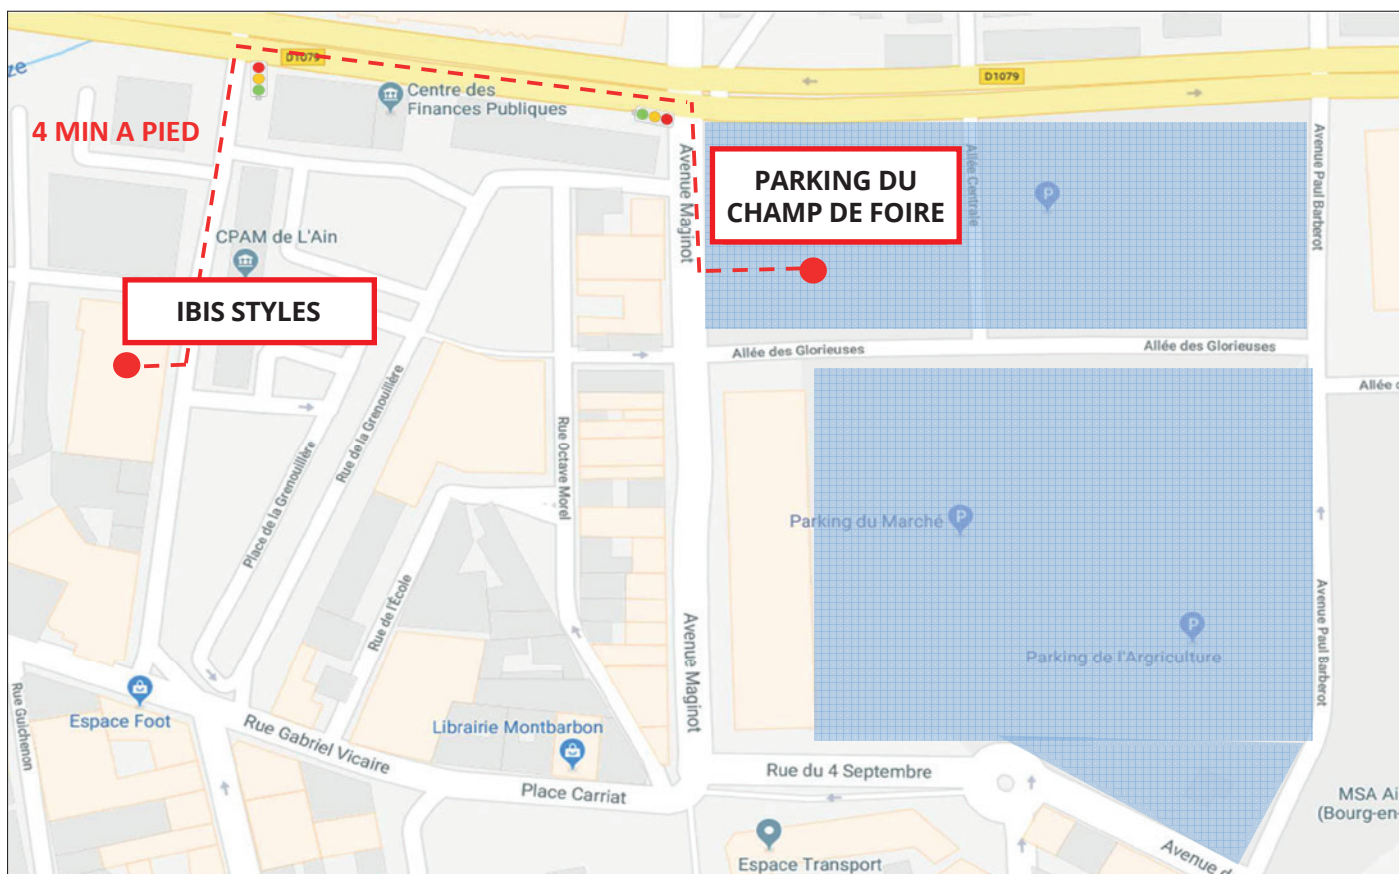 ze
D1079
D1079
Centre des
Finances Publiques
4 MIN A PIED
Avenue Maginot
PARKING DU
CHAMP DE FOIRE
Allée Centrale
P
Avenue Paul Barberot
CPAM de L'Ain
IBIS STYLES
Allée des Glorieuses
Allée des Glorieuses
Allée
Rue de la Grenouillère
Place de la Grenouillère
Rue Octave Morel
Rue de l'École
Parking du Marché
P
Avenue Maginot
P
Parking de l'Argriculture
Avenue Paul Barberot
Rue Guichenon
Espace Foot
Rue Gabriel Vicaire
Librairie Montbarbon
Place Carriat
Rue du 4 Septembre
MSA Ai
(Bourg-en-
Espace Transport
Avenue d